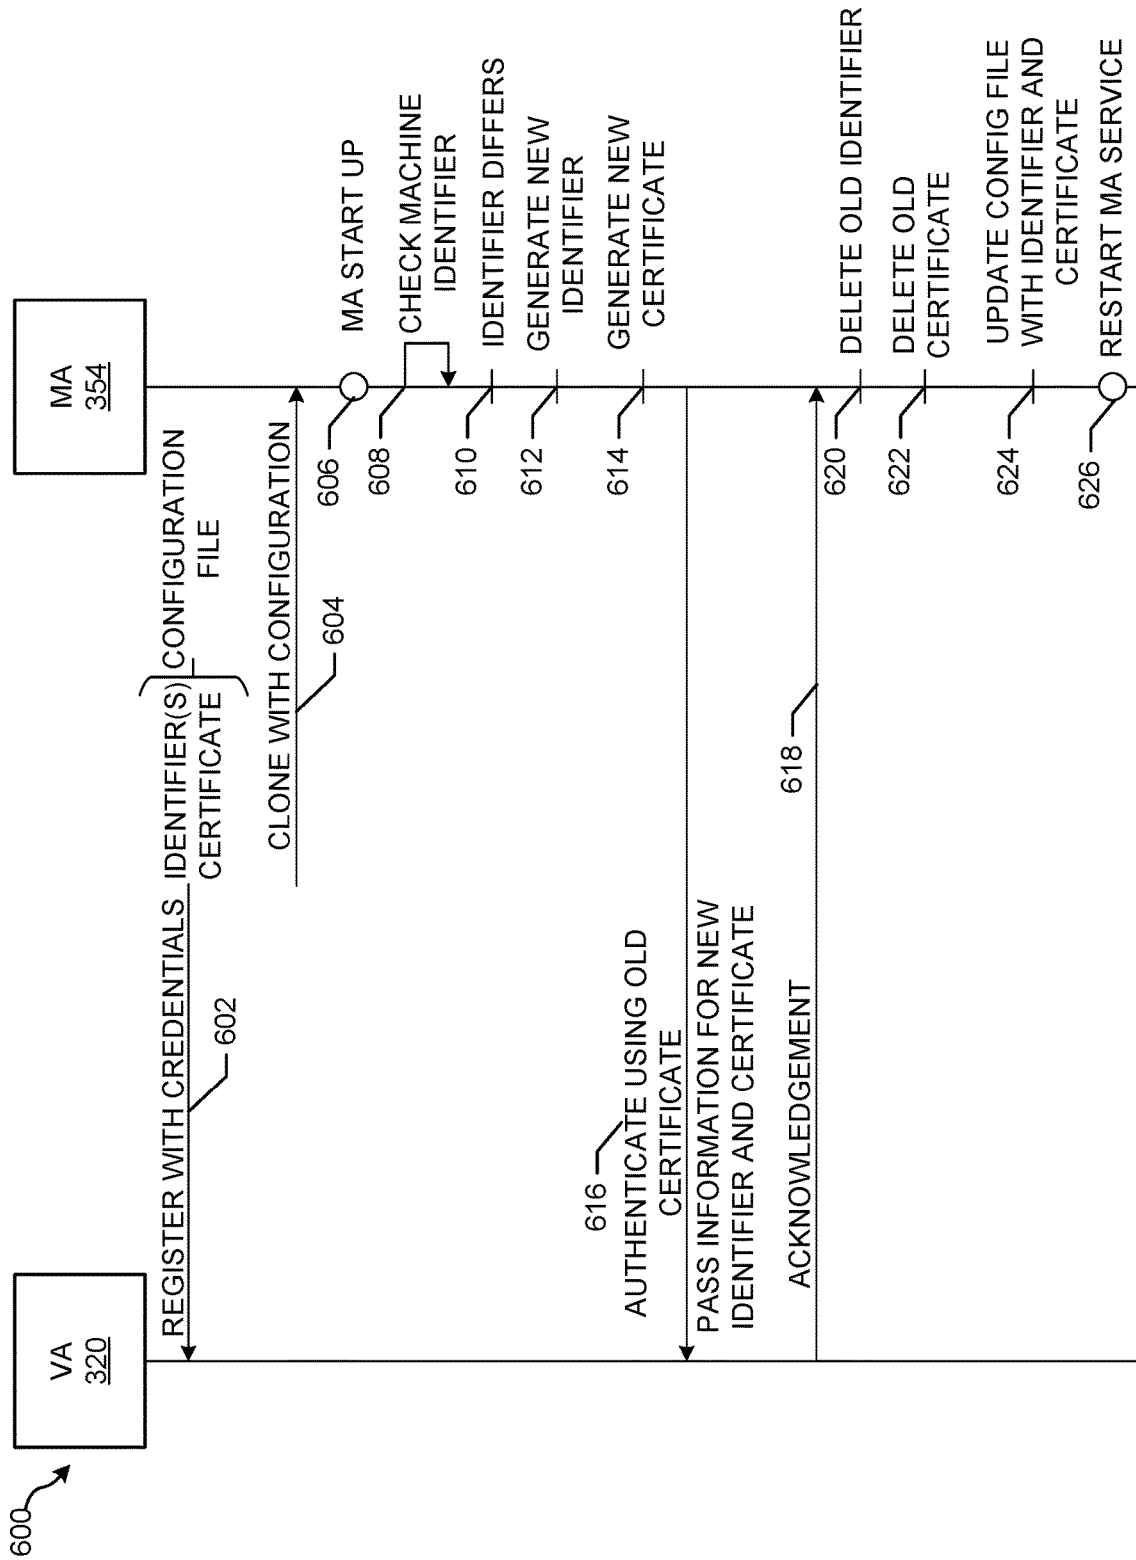 600
VA
320
MA
354
REGISTER WITH CREDENTIALS
IDENTIFIER(S)
CERTIFICATE
CONFIGURATION
FILE
602
CLONE WITH CONFIGURATION
604
606
MA START UP
608
CHECK MACHINE
IDENTIFIER
610
IDENTIFIER DIFFERS
612
GENERATE NEW
IDENTIFIER
614
GENERATE NEW
CERTIFICATE
616
AUTHENTICATE USING OLD
CERTIFICATE
PASS INFORMATION FOR NEW
IDENTIFIER AND CERTIFICATE
ACKNOWLEDGEMENT
618
620
DELETE OLD IDENTIFIER
622
DELETE OLD
CERTIFICATE
624
UPDATE CONFIG FILE
WITH IDENTIFIER AND
CERTIFICATE
626
RESTART MA SERVICE